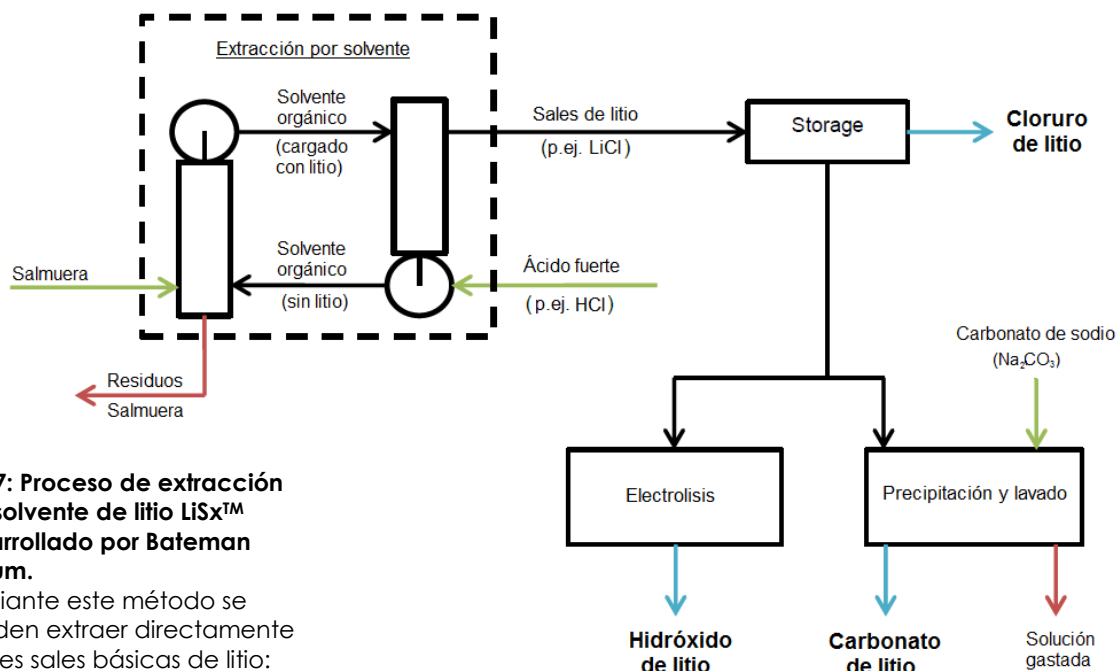 Extracción por solvente
Solvente
orgánico
(cargado
con litio)
Sales de litio
(p.ej. LiCl)
Storage
Cloruro
de litio
Salmuera
Solvente
orgánico
(sin litio)
Ácido fuerte
(p.ej. HCl)
Residuos
Salmuera
Carbonato de sodio
(Na₂CO₃)
Electrolisis
Precipitación y lavado
Hidróxido
de litio
Carbonato
de litio
Solución
gastada
7: Proceso de extracción
solvente de litio LiSx™
arrollado por Bateman
um.
iante este método se
den extraer directamente
es sales básicas de litio: